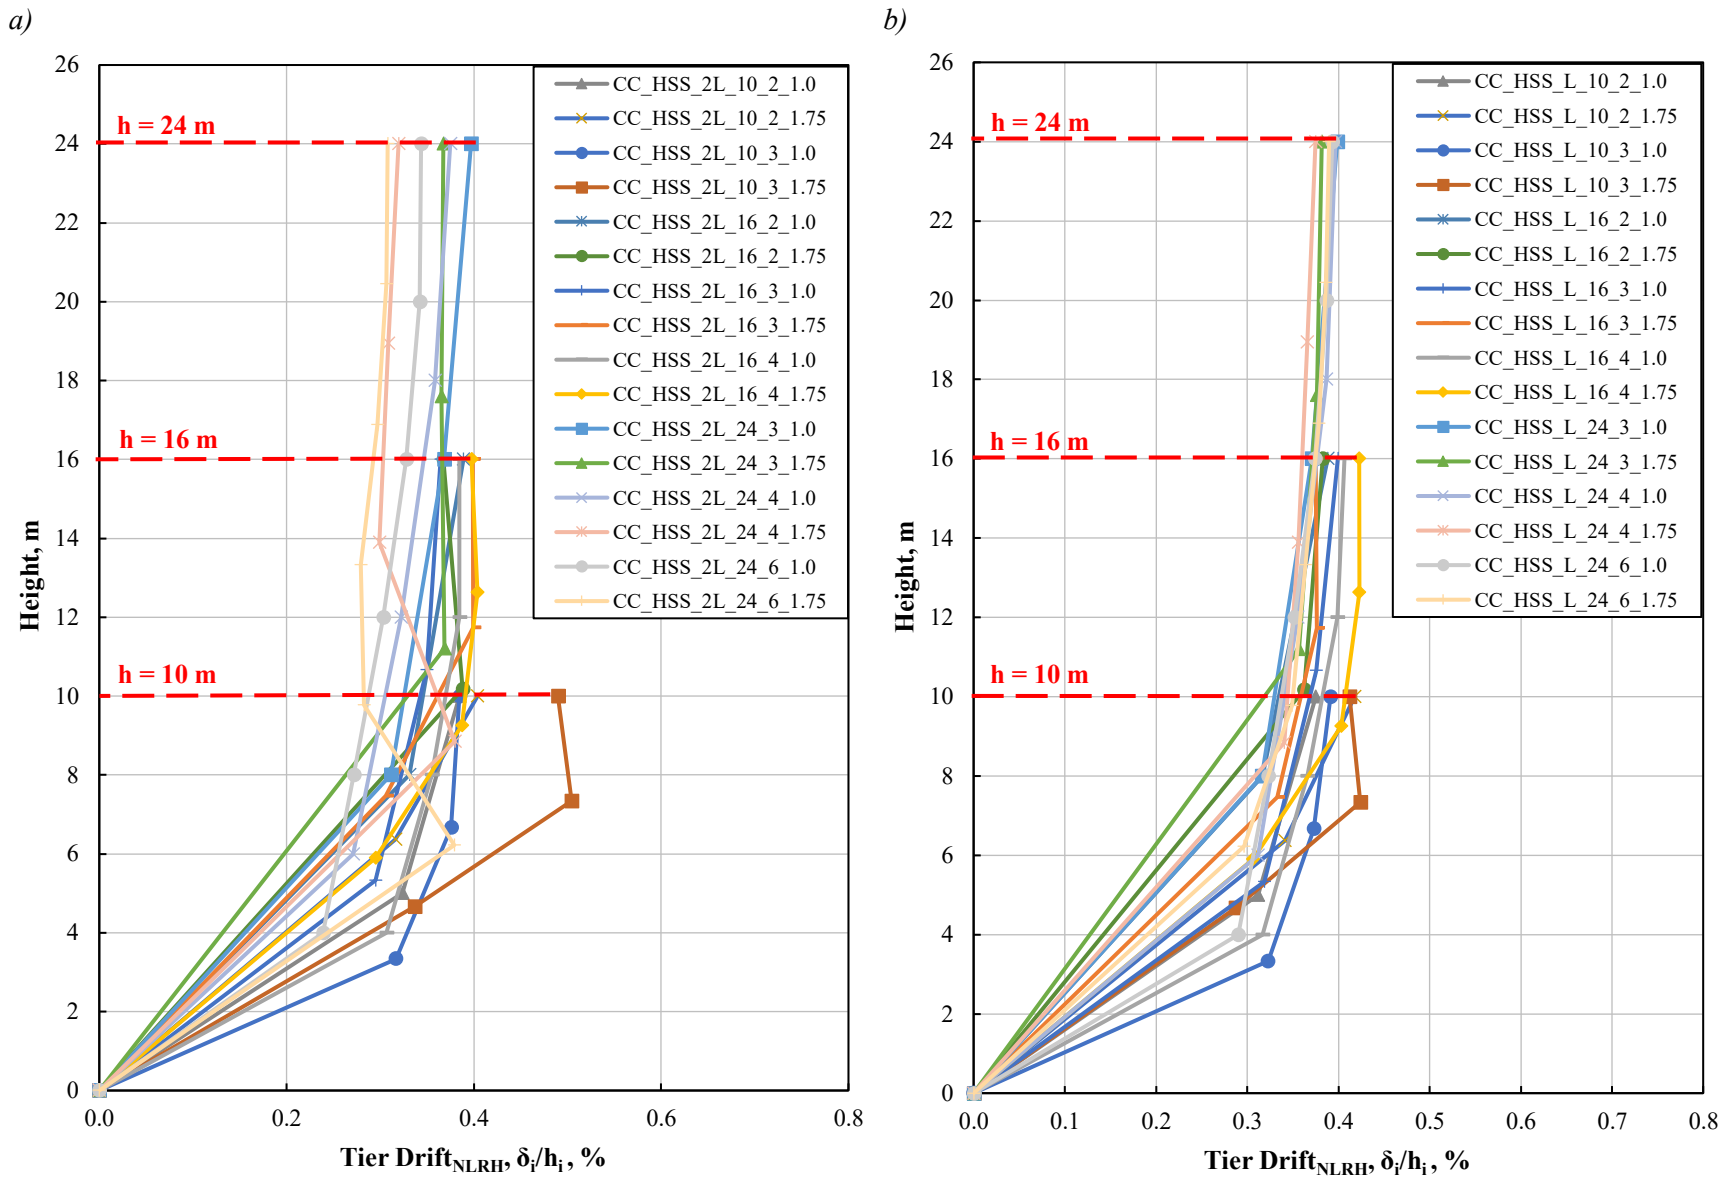 a)
26
24
22
20
18
16
14
12
10
8
6
4
2
0
Height, m
h = 24 m
h = 16 m
h = 10 m
CC_HSS_2L_10_2_1.0
CC_HSS_2L_10_2_1.75
CC_HSS_2L_10_3_1.0
CC_HSS_2L_10_3_1.75
CC_HSS_2L_16_2_1.0
CC_HSS_2L_16_2_1.75
CC_HSS_2L_16_3_1.0
CC_HSS_2L_16_3_1.75
CC_HSS_2L_16_4_1.0
CC_HSS_2L_16_4_1.75
CC_HSS_2L_24_3_1.0
CC_HSS_2L_24_3_1.75
CC_HSS_2L_24_4_1.0
CC_HSS_2L_24_4_1.75
CC_HSS_2L_24_6_1.0
CC_HSS_2L_24_6_1.75
0.0 0.2 0.4 0.6 0.8
Tier Drift_NLRH, δ_i/h_i , %
b)
26
24
22
20
18
16
14
12
10
8
6
4
2
0
Height, m
h = 24 m
h = 16 m
h = 10 m
CC_HSS_L_10_2_1.0
CC_HSS_L_10_2_1.75
CC_HSS_L_10_3_1.0
CC_HSS_L_10_3_1.75
CC_HSS_L_16_2_1.0
CC_HSS_L_16_2_1.75
CC_HSS_L_16_3_1.0
CC_HSS_L_16_3_1.75
CC_HSS_L_16_4_1.0
CC_HSS_L_16_4_1.75
CC_HSS_L_24_3_1.0
CC_HSS_L_24_3_1.75
CC_HSS_L_24_4_1.0
CC_HSS_L_24_4_1.75
CC_HSS_L_24_6_1.0
CC_HSS_L_24_6_1.75
0.0 0.1 0.2 0.3 0.4 0.5 0.6 0.7 0.8
Tier Drift_NLRH, δ_i/h_i , %